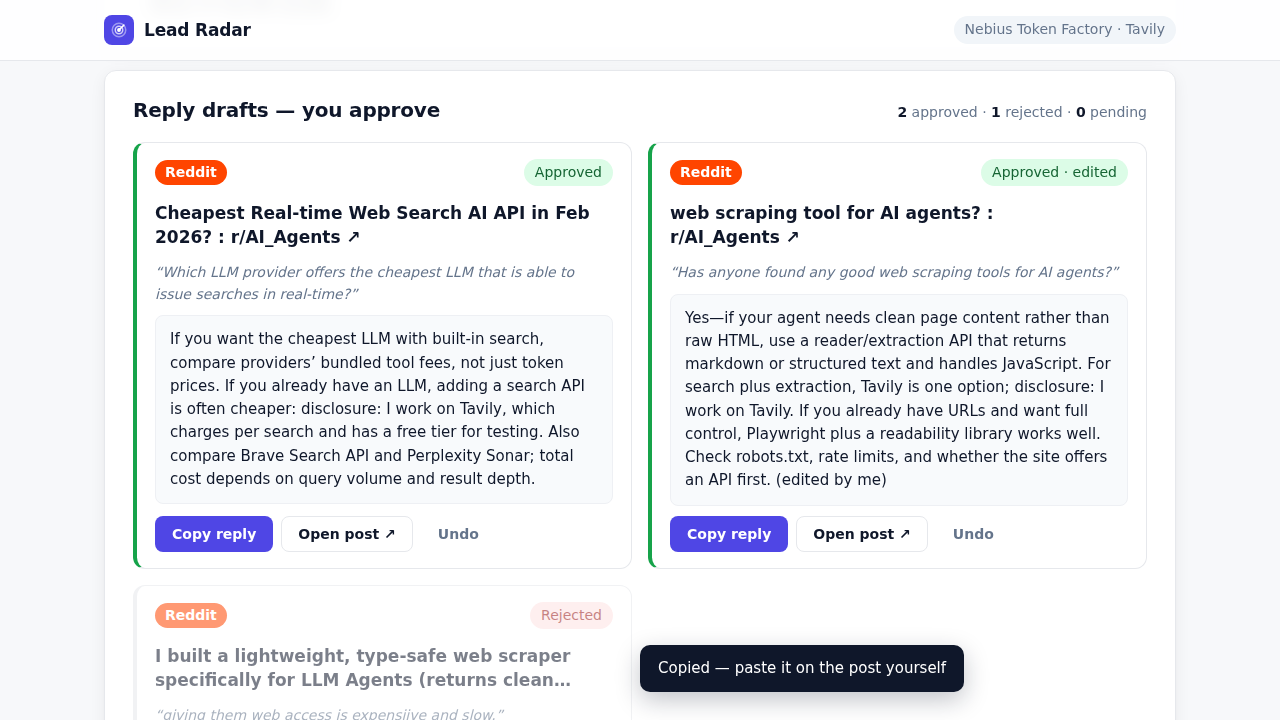 Lead Radar
Nebius Token Factory · Tavily
Reply drafts — you approve
2 approved · 1 rejected · 0 pending
Reddit
Approved
Cheapest Real-time Web Search AI API in Feb
2026? : r/AI_Agents ↗
“Which LLM provider offers the cheapest LLM that is able to
issue searches in real-time?”
If you want the cheapest LLM with built-in search,
compare providers’ bundled tool fees, not just token
prices. If you already have an LLM, adding a search API
is often cheaper: disclosure: I work on Tavily, which
charges per search and has a free tier for testing. Also
compare Brave Search API and Perplexity Sonar; total
cost depends on query volume and result depth.
Copy reply
Open post ↗
Undo
Reddit
Approved · edited
web scraping tool for AI agents? :
r/AI_Agents ↗
“Has anyone found any good web scraping tools for AI agents?”
Yes—if your agent needs clean page content rather than
raw HTML, use a reader/extraction API that returns
markdown or structured text and handles JavaScript. For
search plus extraction, Tavily is one option; disclosure: I
work on Tavily. If you already have URLs and want full
control, Playwright plus a readability library works well.
Check robots.txt, rate limits, and whether the site offers
an API first. (edited by me)
Copy reply
Open post ↗
Undo
Reddit
Rejected
I built a lightweight, type-safe web scraper
specifically for LLM Agents (returns clean…
“giving them web access is expensiive and slow.”
Copied — paste it on the post yourself